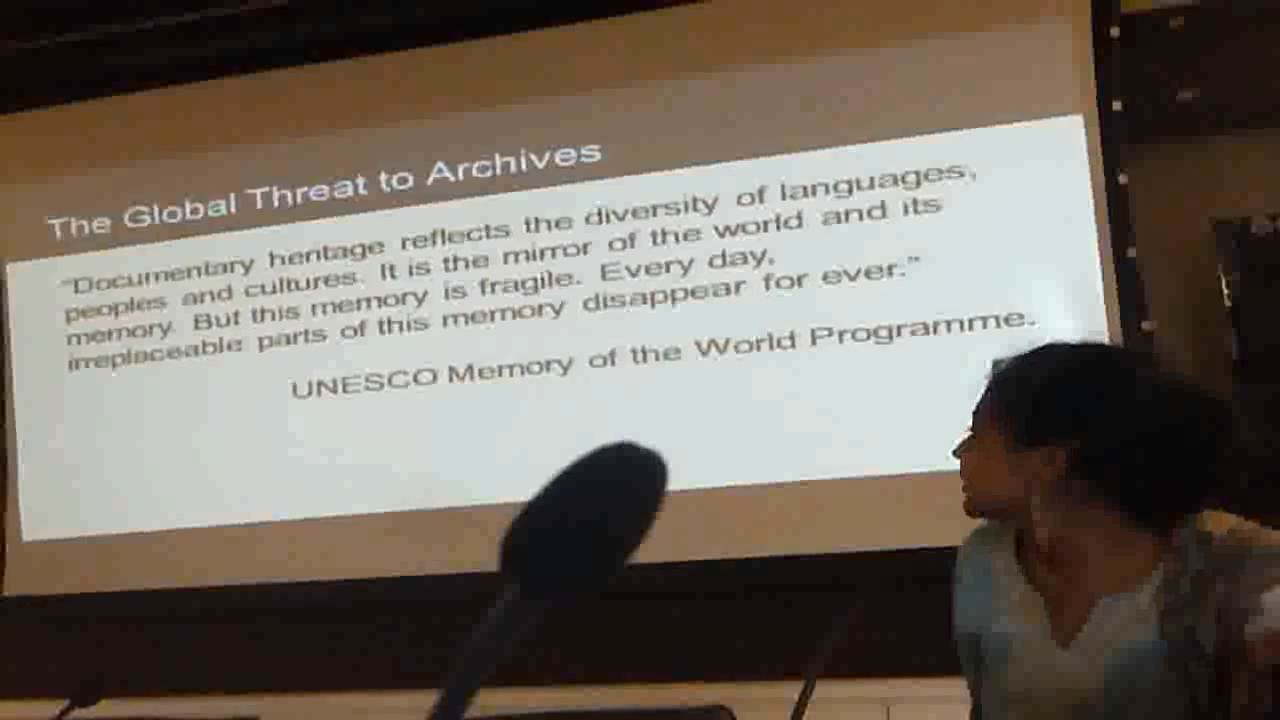 The Global Threat to Archives
"Documentary heritage reflects the diversity of languages,
peoples and cultures. It is the mirror of the world and its
memory. But this memory is fragile. Every day,
irreplaceable parts of this memory disappear for ever."
UNESCO Memory of the World Programme.